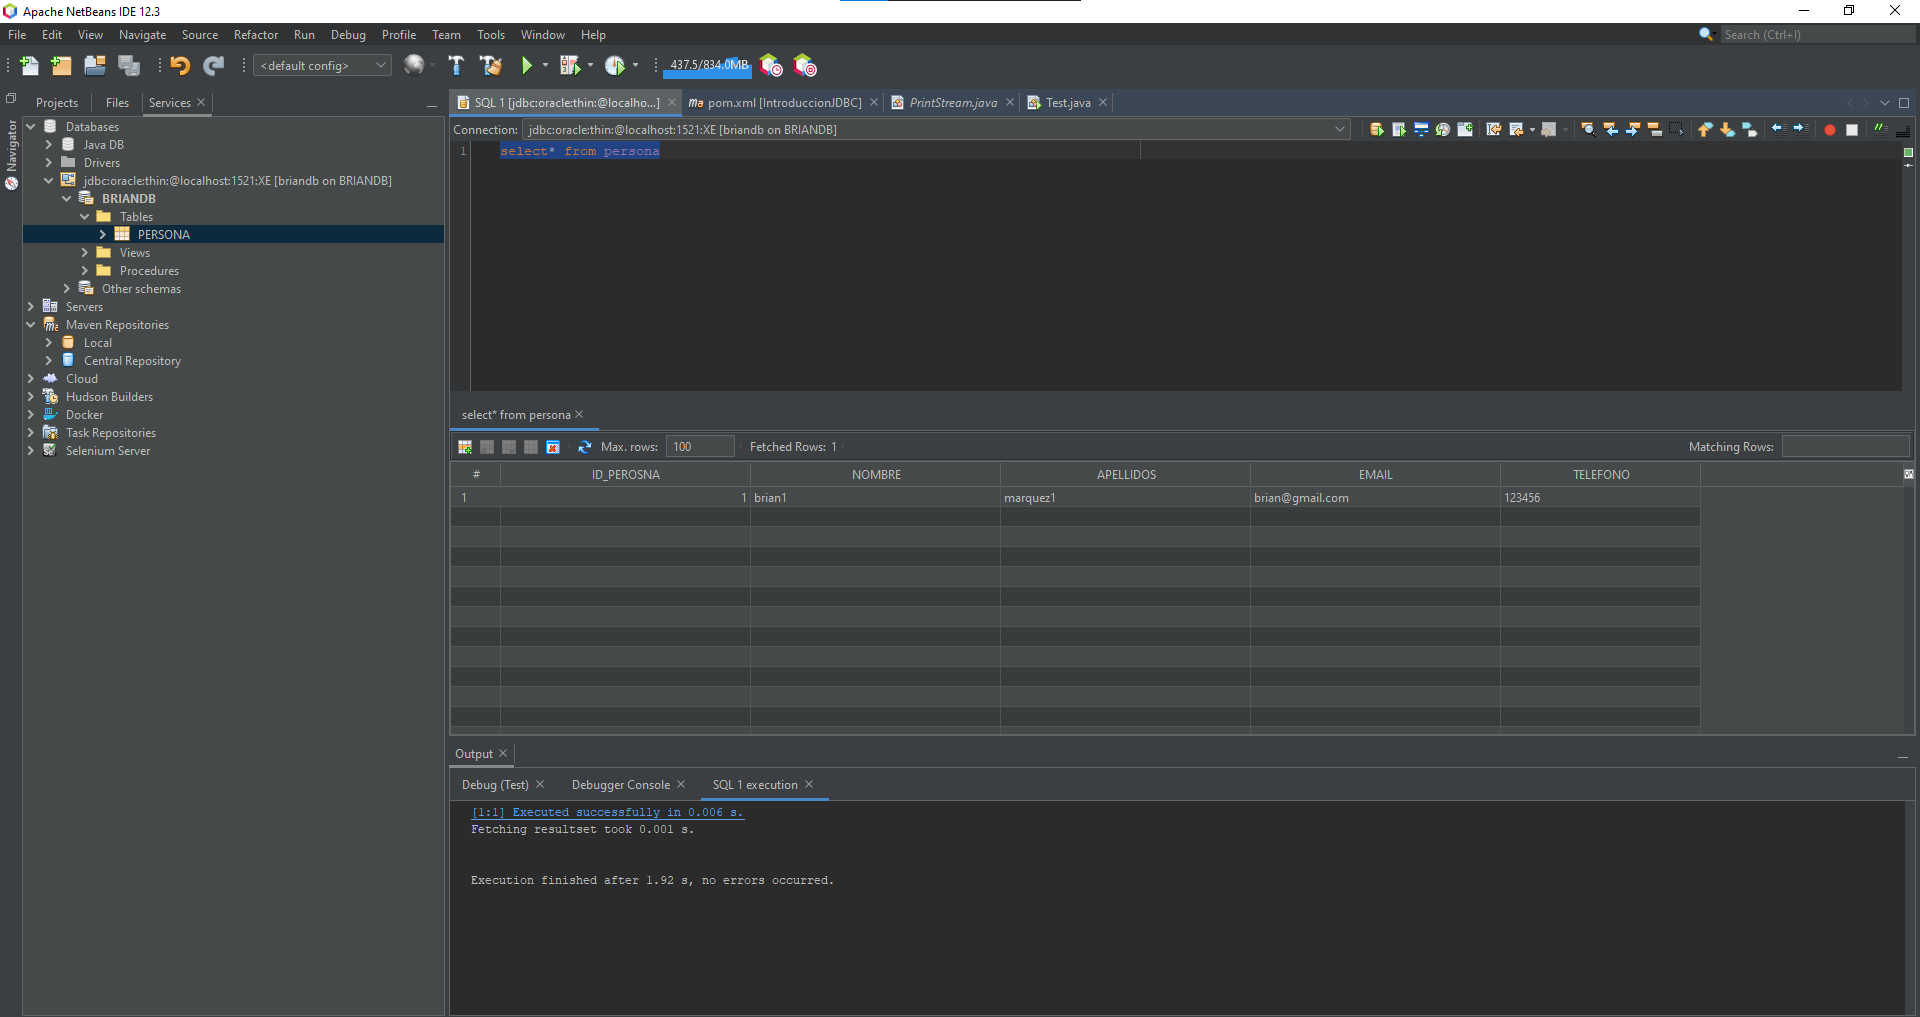 Apache NetBeans IDE 12.3
File Edit View Navigate Source Refactor Run Debug Profile Team Tools Window Help
Search (Ctrl+I)
<default config>
437.5/834.0MB
Projects Files Services
Navigator
Databases
Java DB
Drivers
jdbc:oracle:thin:@localhost:1521:XE [briandb on BRIANDB]
BRIANDB
Tables
PERSONA
Views
Procedures
Other schemas
Servers
Maven Repositories
Local
Central Repository
Cloud
Hudson Builders
Docker
Task Repositories
Selenium Server
SQL 1 [jdbc:oracle:thin:@localho...] pom.xml [IntroduccionJDBC] PrintStream.java Test.java
Connection: jdbc:oracle:thin:@localhost:1521:XE [briandb on BRIANDB]
1 select* from persona
select* from persona
Max. rows: 100 Fetched Rows: 1 Matching Rows:
# ID_PEROSNA NOMBRE APELLIDOS EMAIL TELEFONO
1 1 brian1 marquez1 brian@gmail.com 123456
Output
Debug (Test) Debugger Console SQL 1 execution
[1:1] Executed successfully in 0.006 s.
Fetching resultset took 0.001 s.
Execution finished after 1.92 s, no errors occurred.